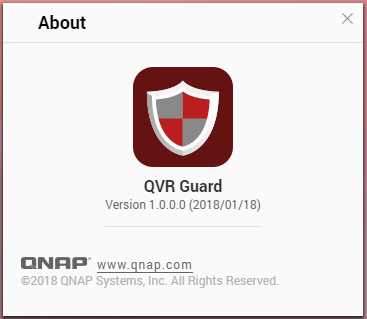 About
QVR Guard
Version 1.0.0.0 (2018/01/18)
QNAP www.qnap.com
©2018 QNAP Systems, Inc. All Rights Reserved.